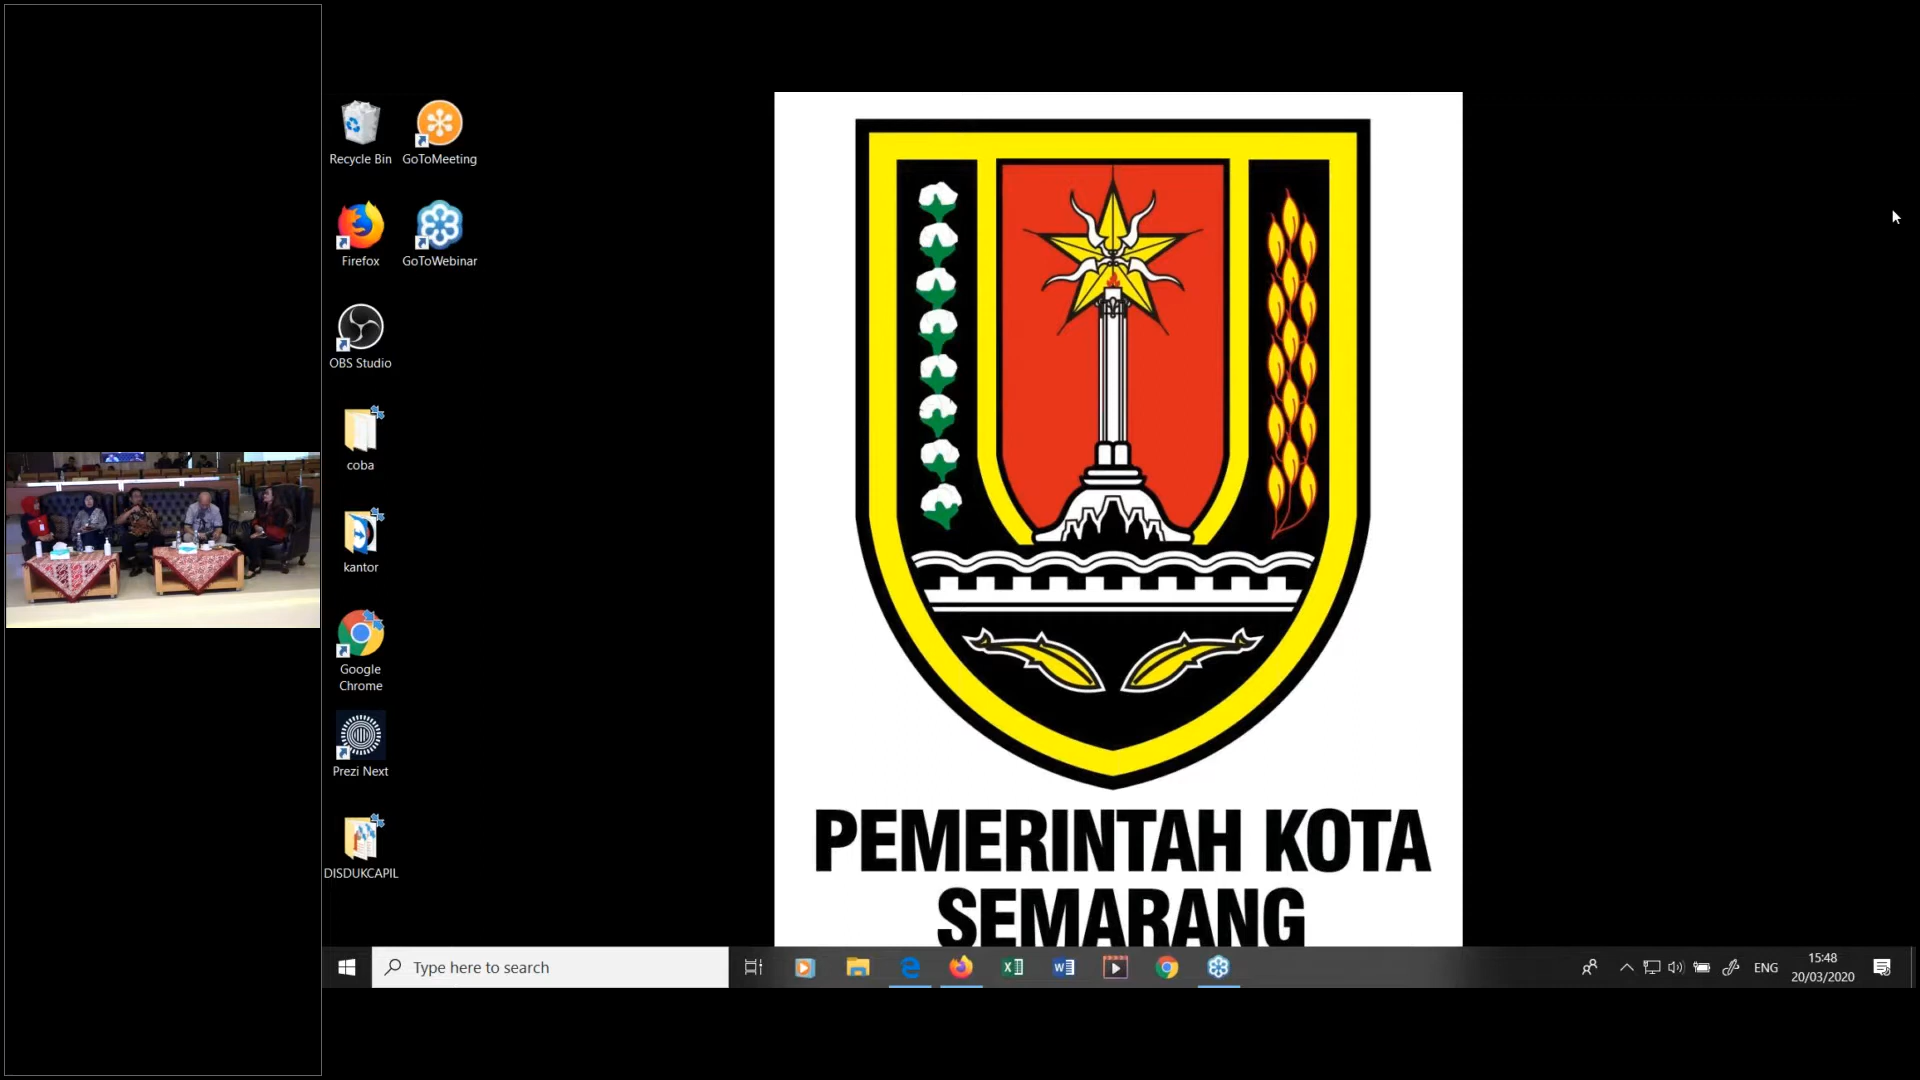 Recycle Bin
GoToMeeting
Firefox
GoToWebinar
OBS Studio
coba
kantor
Google
Chrome
Prezi Next
DISDUKCAPIL
PEMERINTAH KOTA
SEMARANG
Type here to search
ENG
15:48
20/03/2020